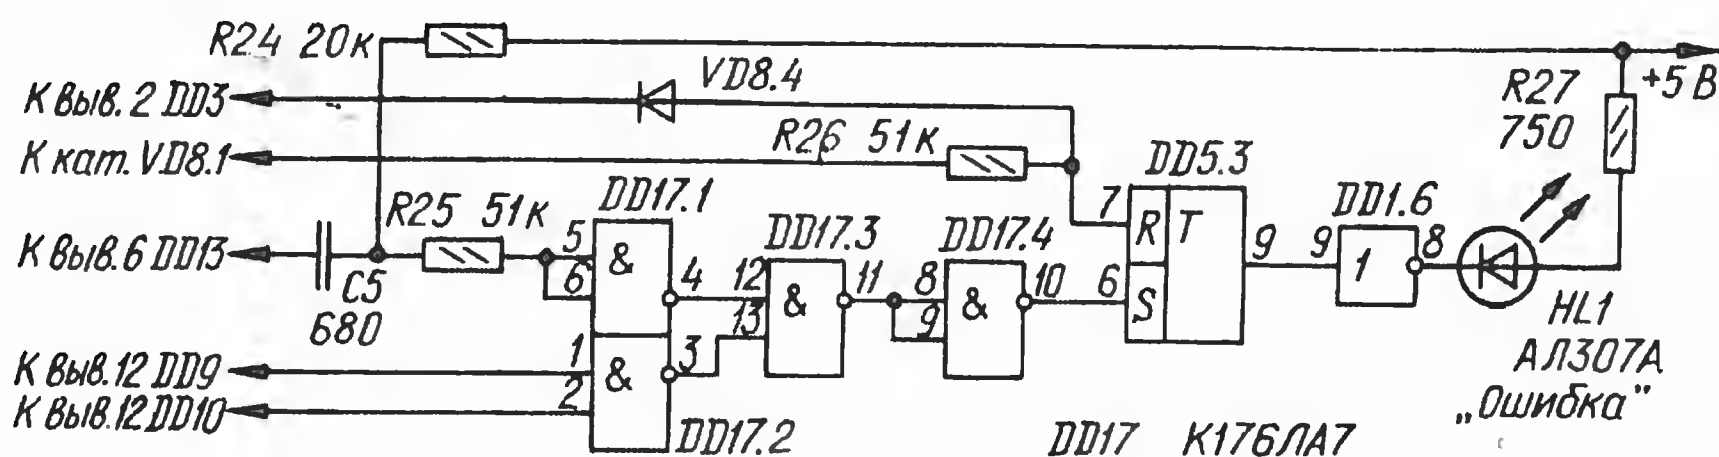 R24 20к
VD8.4
К выв. 2 DD3
R27
750
+5 В
R26 51к
DD5.3
К кат. VD8.1
DD17.1
7
DD1.6
R25 51к
R
T
DD17.3
DD17.4
9
9
1
8
К выв. 6 DD13
5
6
&
4
12
13
&
11
8
9
&
10
6
S
С5
680
HL1
АЛ307А
„Ошибка"
К выв. 12 DD9
1
2
&
3
К выв. 12 DD10
DD17.2
DD17 К176ЛА7